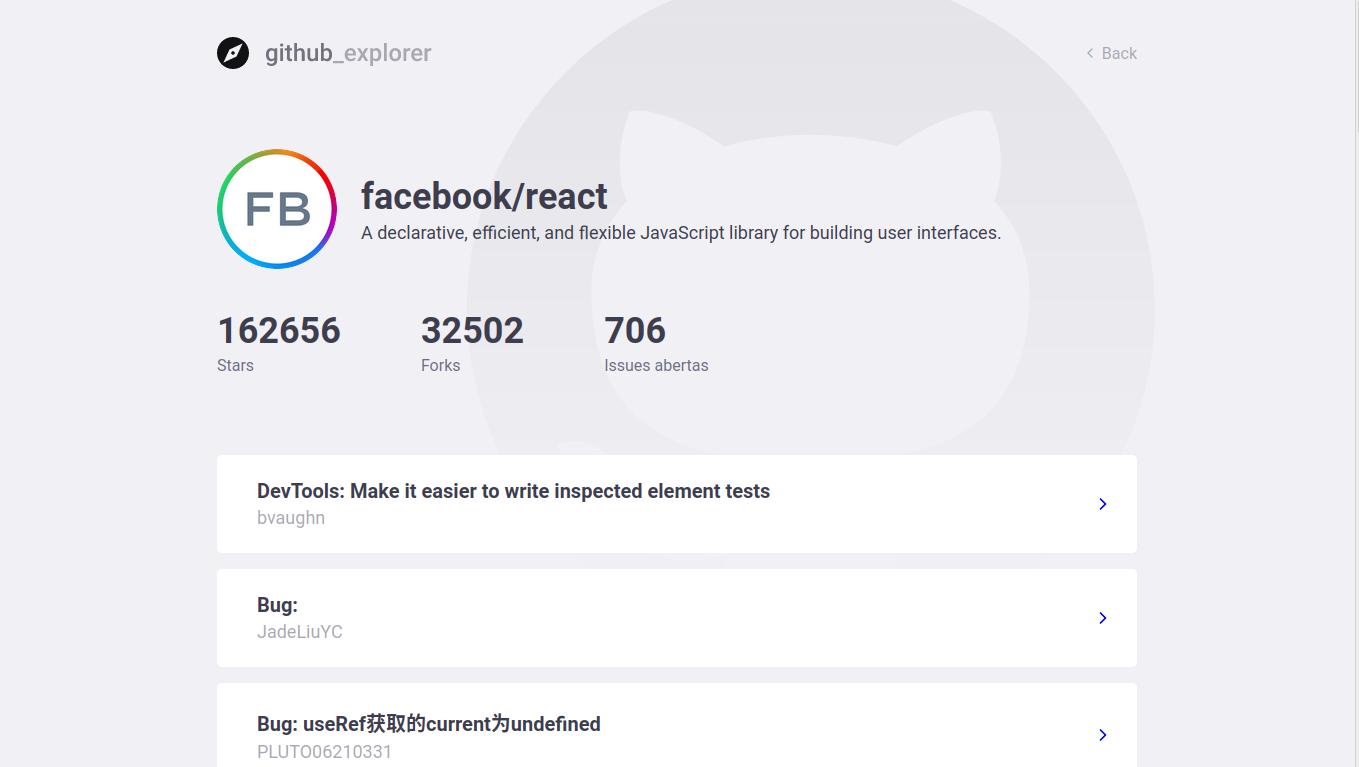 github_explorer
Back
FB
facebook/react
A declarative, efficient, and flexible JavaScript library for building user interfaces.
162656 32502 706
Stars Forks Issues abertas
DevTools: Make it easier to write inspected element tests
bvaughn
Bug:
JadeLiuYC
Bug: useRef获取的current为undefined
PLUTO06210331